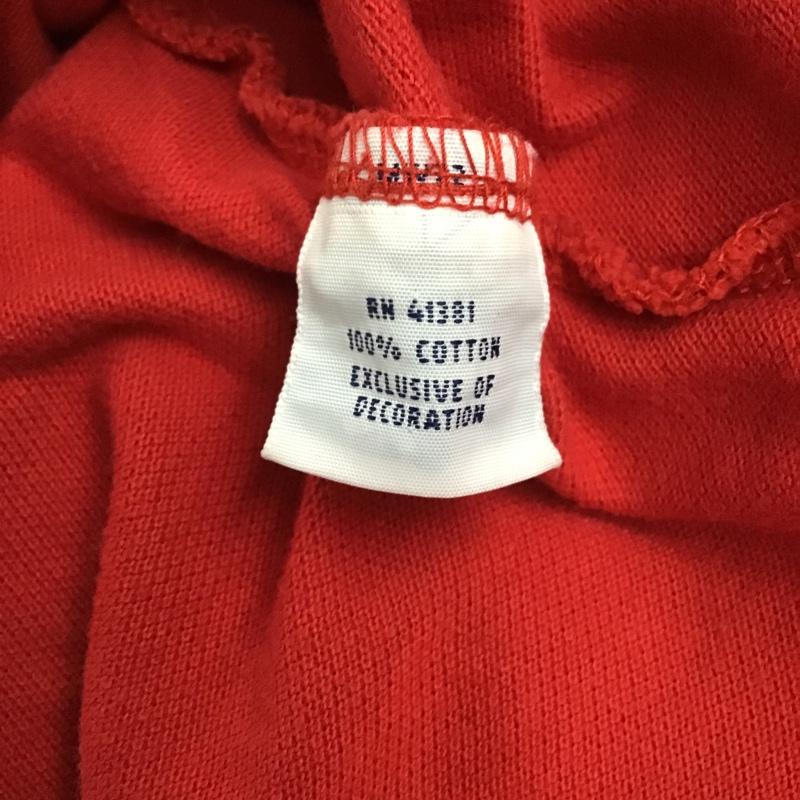 RN 41381
100% COTTON
EXCLUSIVE OF
DECORATION